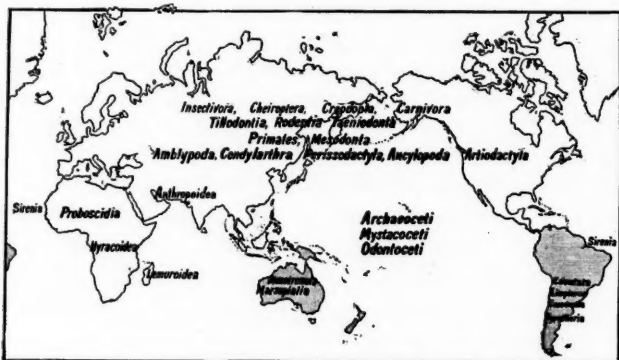 Insectivora, Cheiroptera, Creodonta, Carnivora
Tillodontia, Rodentia Taeniodonta
Primates, Mesodonta
Amblypoda, Condylarthra Perissodactyla, Ancylopoda Artiodactyla
Anthropoidea
Sirenia
Proboscidia
Hyracoidea
Lemuroidea
Archaeoceti
Mystacoceti
Odontoceti
Marsupialia
Sirenia